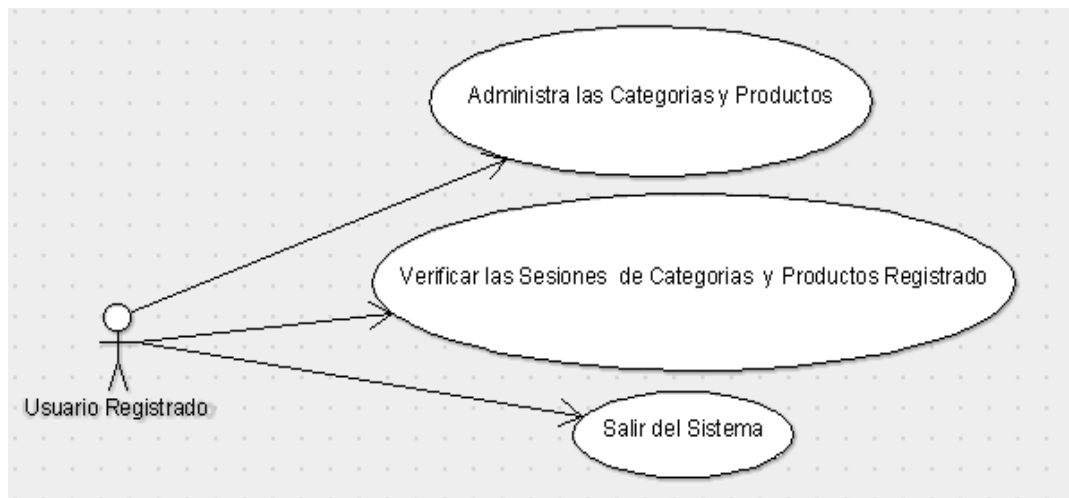 Administra las Categorias y Productos
Verificar las Sesiones de Categorias y Productos Registrado
Usuario Registrado
Salir del Sistema